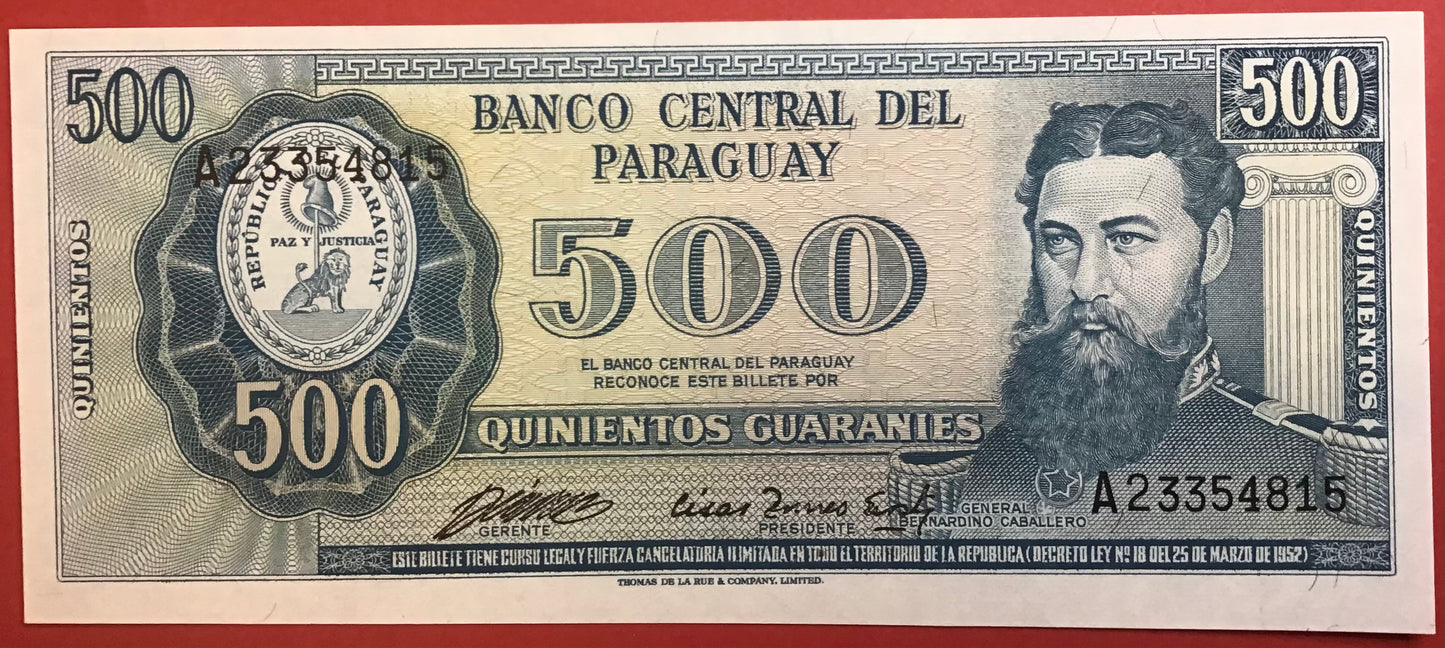 500
500
BANCO CENTRAL DEL
PARAGUAY
A23354815
REPÚBLICA PARAGUAY
PAZ Y JUSTICIA
QUINIENTOS
500
QUINIENTOS
EL BANCO CENTRAL DEL PARAGUAY
RECONOCE ESTE BILLETE POR
QUINIENTOS GUARANIES
500
A23354815
GERENTE
PRESIDENTE
GENERAL
BERNARDINO CABALLERO
ESTE BILLETE TIENE CURSO LEGAL Y FUERZA CANCELATORIA ILIMITADA EN TODO EL TERRITORIO DE LA REPUBLICA (DECRETO LEY Nº 18 DEL 25 DE MARZO DE 1952)
THOMAS DE LA RUE & COMPANY, LIMITED.